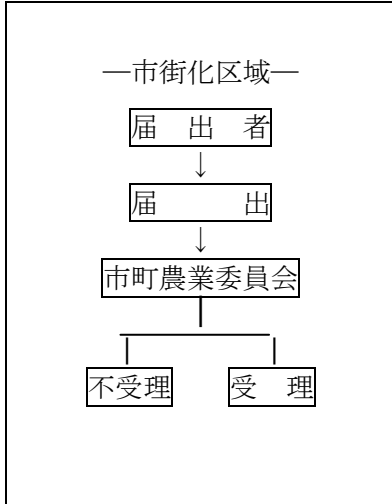 ―市街化区域―
届　出　者
↓
届　　　出
↓
市町農業委員会
不受理　受　理